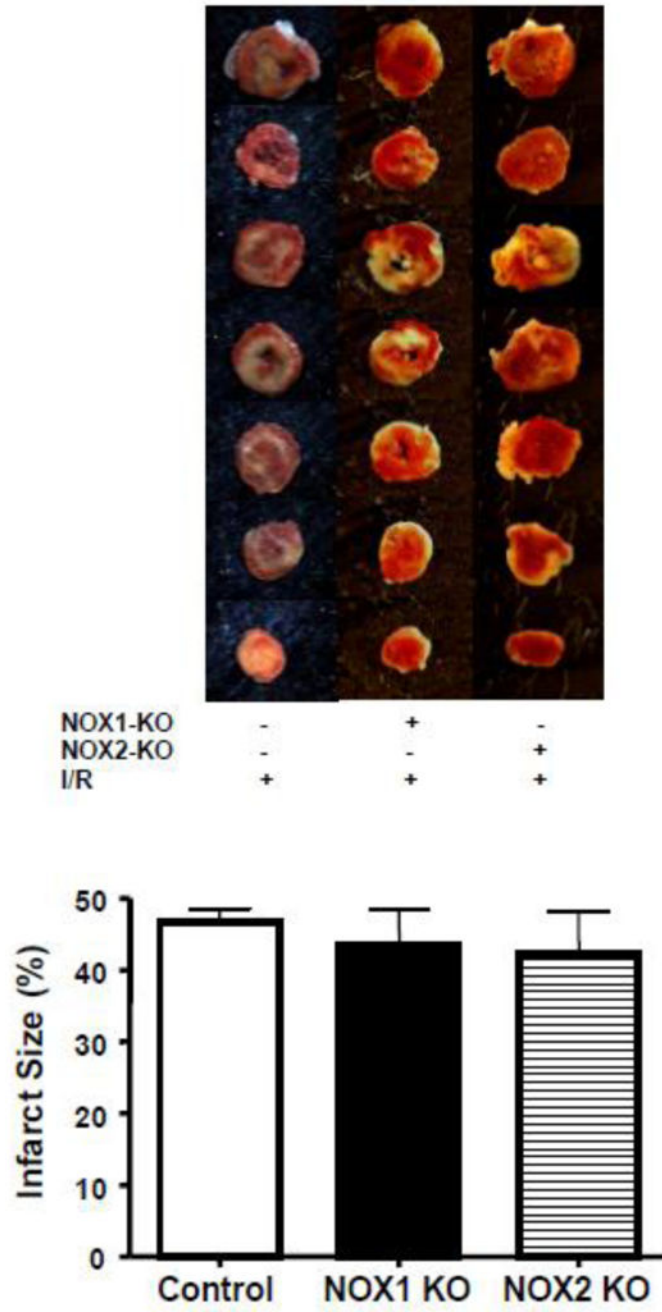 NOX1-KO - + -
NOX2-KO - - +
I/R + + +
50
40
30
20
10
0
Infarct Size (%)
Control NOX1 KO NOX2 KO